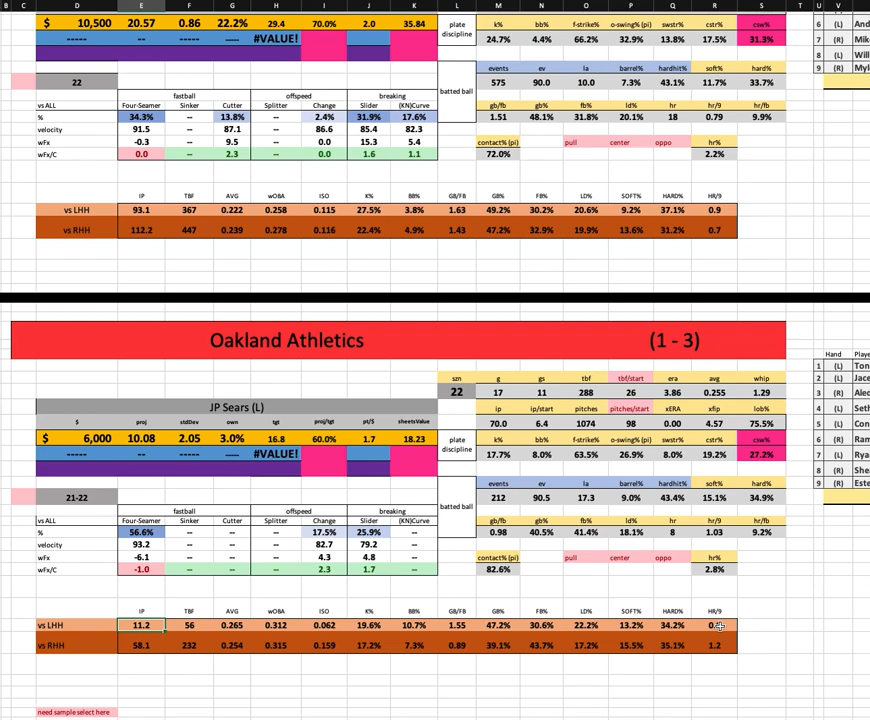 B C D E F G H I J K L M N O P Q R S T U V W
$ 10,500 20.57 0.86 22.2% 29.4 70.0% 2.0 35.84 plate discipline k% bb% f-strike% o-swing% (pi) swstr% cstr% csw% 6 (L) And
----- -- ----- ---- #VALUE! 24.7% 4.4% 66.2% 32.9% 13.8% 17.5% 31.3% 7 (R) Mike
8 (L) Will
events ev la barrel% hardhit% soft% hard% 9 (R) Myl
22 batted ball 575 90.0 10.0 7.3% 43.1% 11.7% 33.7%
fastball offspeed breaking
vs ALL Four-Seamer Sinker Cutter Splitter Change Slider (KN)Curve gb/fb gb% fb% ld% hr hr/9 hr/fb
% 34.3% -- 13.8% -- 2.4% 31.9% 17.6% 1.51 48.1% 31.8% 20.1% 18 0.79 9.9%
velocity 91.5 -- 87.1 -- 86.6 85.4 82.3
wFx -0.3 -- 9.5 -- 0.0 15.3 5.4 contact% (pi) pull center oppo hr%
wFx/C 0.0 -- 2.3 -- 0.0 1.6 1.1 72.0% 2.2%
IP TBF AVG wOBA ISO K% BB% GB/FB GB% FB% LD% SOFT% HARD% HR/9
vs LHH 93.1 367 0.222 0.258 0.115 27.5% 3.8% 1.63 49.2% 30.2% 20.6% 9.2% 37.1% 0.9
vs RHH 112.2 447 0.239 0.278 0.116 22.4% 4.9% 1.43 47.2% 32.9% 19.9% 13.6% 31.2% 0.7
Oakland Athletics (1 - 3)
Hand Playe
1 (L) Ton
szn g gs tbf tbf/start era avg whip 2 (L) Jace
22 17 11 288 26 3.86 0.255 1.29 3 (R) Aled
JP Sears (L) ip ip/start pitches pitches/start xERA xfip lob% 4 (L) Seth
$ proj stdDev own tgt proj/tgt pt/$ sheetsValue 70.0 6.4 1074 98 0.00 4.57 75.5% 5 (L) Con
$ 6,000 10.08 2.05 3.0% 16.8 60.0% 1.7 18.23 plate discipline k% bb% f-strike% o-swing% (pi) swstr% cstr% csw% 6 (R) Ram
----- -- ----- ---- #VALUE! 17.7% 8.0% 63.5% 26.9% 8.0% 19.2% 27.2% 7 (L) Rya
8 (R) Shea
events ev la barrel% hardhit% soft% hard% 9 (R) Este
21-22 batted ball 212 90.5 17.3 9.0% 43.4% 15.1% 34.9%
fastball offspeed breaking
vs ALL Four-Seamer Sinker Cutter Splitter Change Slider (KN)Curve gb/fb gb% fb% ld% hr hr/9 hr/fb
% 56.6% -- -- -- 17.5% 25.9% -- 0.98 40.5% 41.4% 18.1% 8 1.03 9.2%
velocity 93.2 -- -- -- 82.7 79.2 --
wFx -6.1 -- -- -- 4.3 4.8 -- contact% (pi) pull center oppo hr%
wFx/C -1.0 -- -- -- 2.3 1.7 -- 82.6% 2.8%
IP TBF AVG wOBA ISO K% BB% GB/FB GB% FB% LD% SOFT% HARD% HR/9
vs LHH 11.2 56 0.265 0.312 0.062 19.6% 10.7% 1.55 47.2% 30.6% 22.2% 13.2% 34.2%
vs RHH 58.1 232 0.254 0.315 0.159 17.2% 7.3% 0.89 39.1% 43.7% 17.2% 15.5% 35.1% 1.2
need sample select here